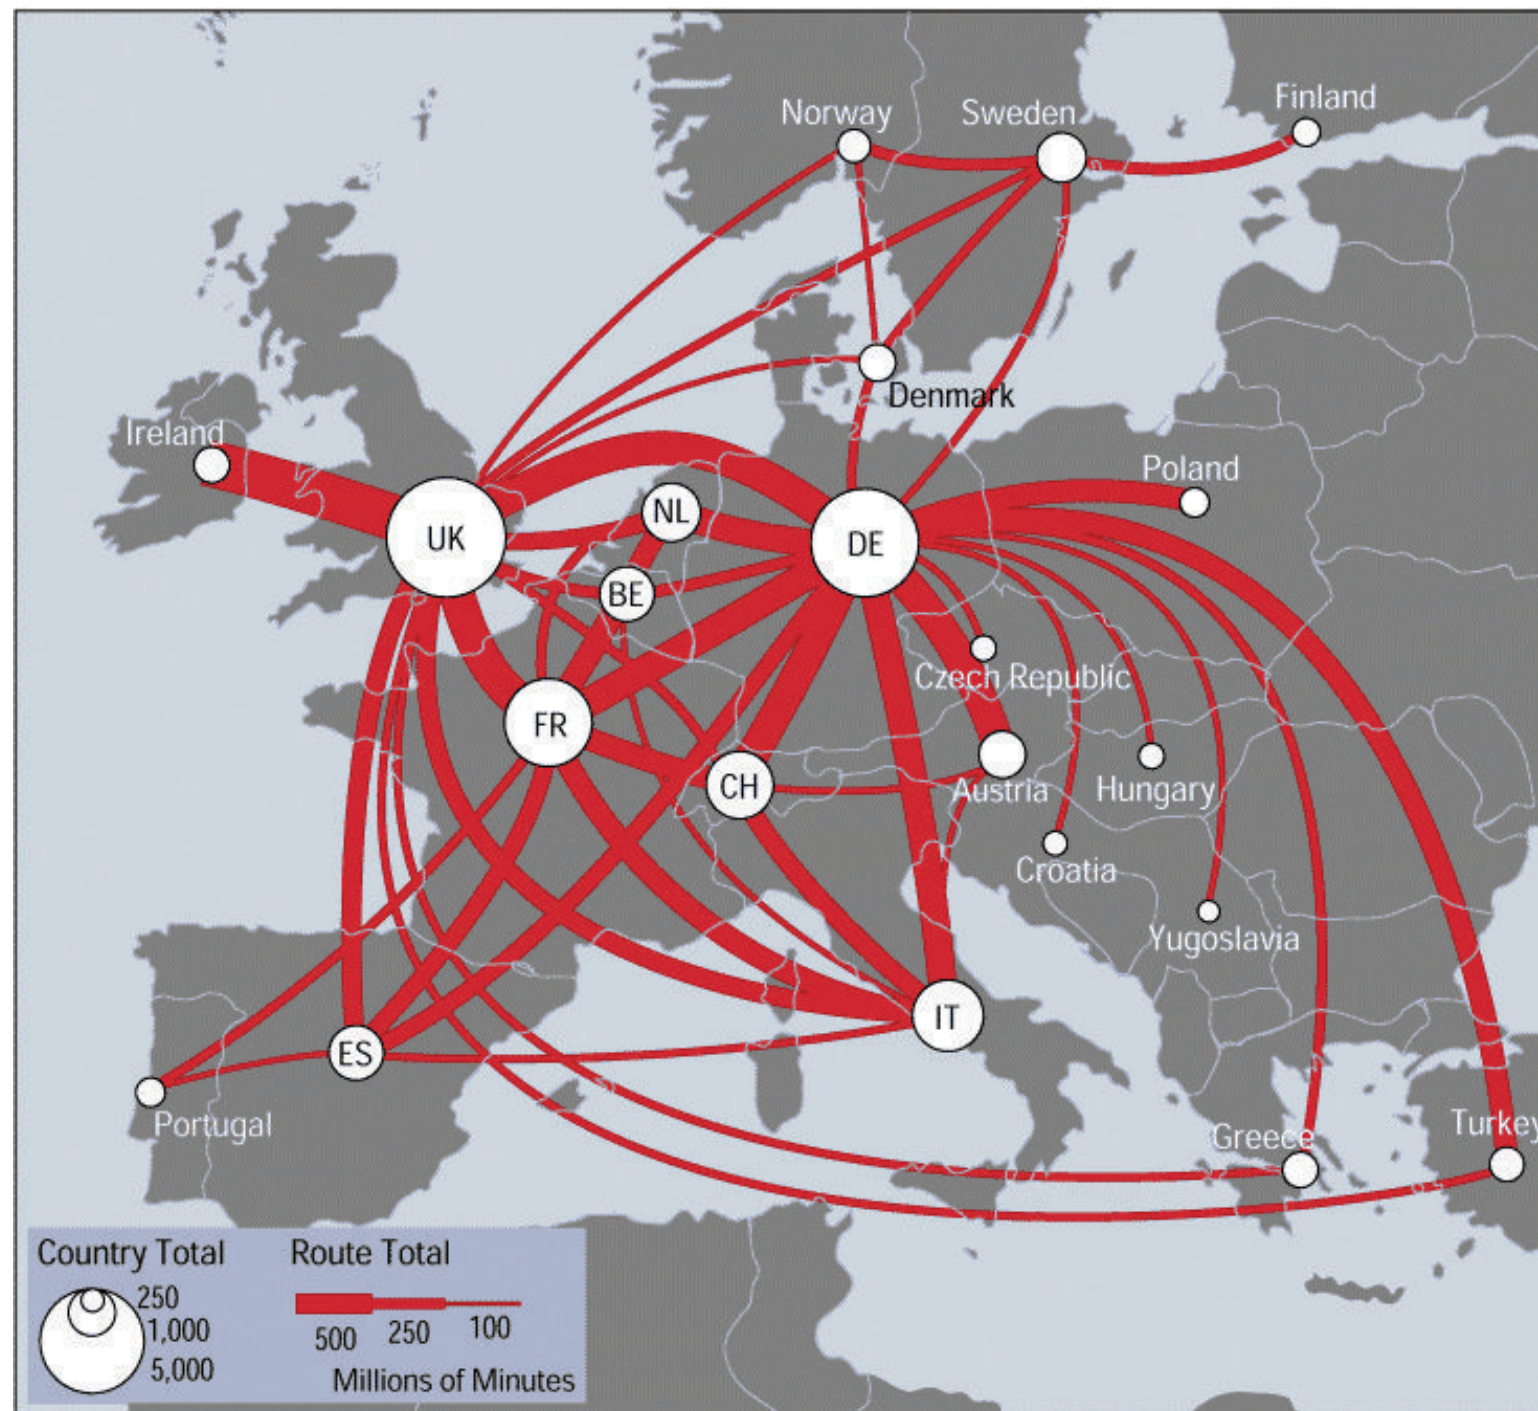 Norway
Sweden
Finland
Denmark
Ireland
Poland
UK
NL
DE
BE
Czech Republic
FR
CH
Austria
Hungary
Croatia
Yugoslavia
IT
ES
Portugal
Greece
Turkey
Country Total
250
1,000
5,000
Route Total
500 250 100
Millions of Minutes